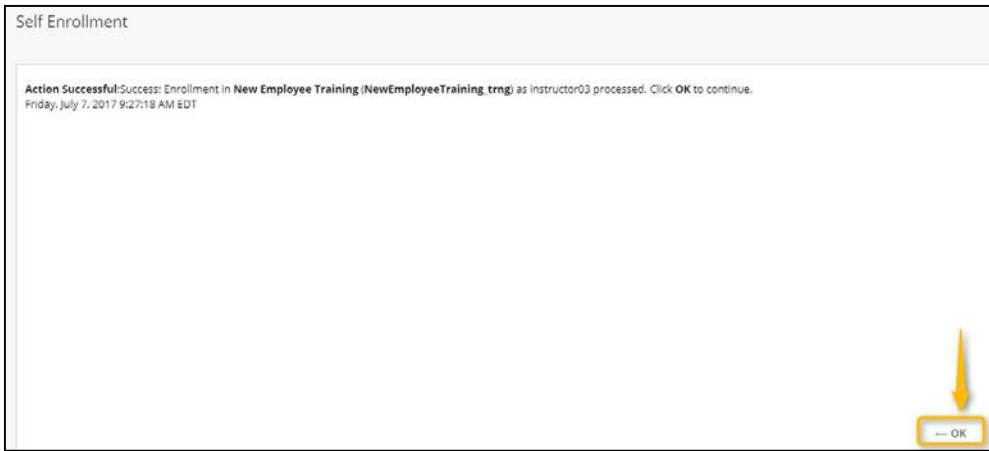 Self Enrollment
Action Successful:Success: Enrollment in New Employee Training (NewEmployeeTraining_trng) as instructor03 processed. Click OK to continue.
Friday, July 7, 2017 9:27:18 AM EDT
← OK